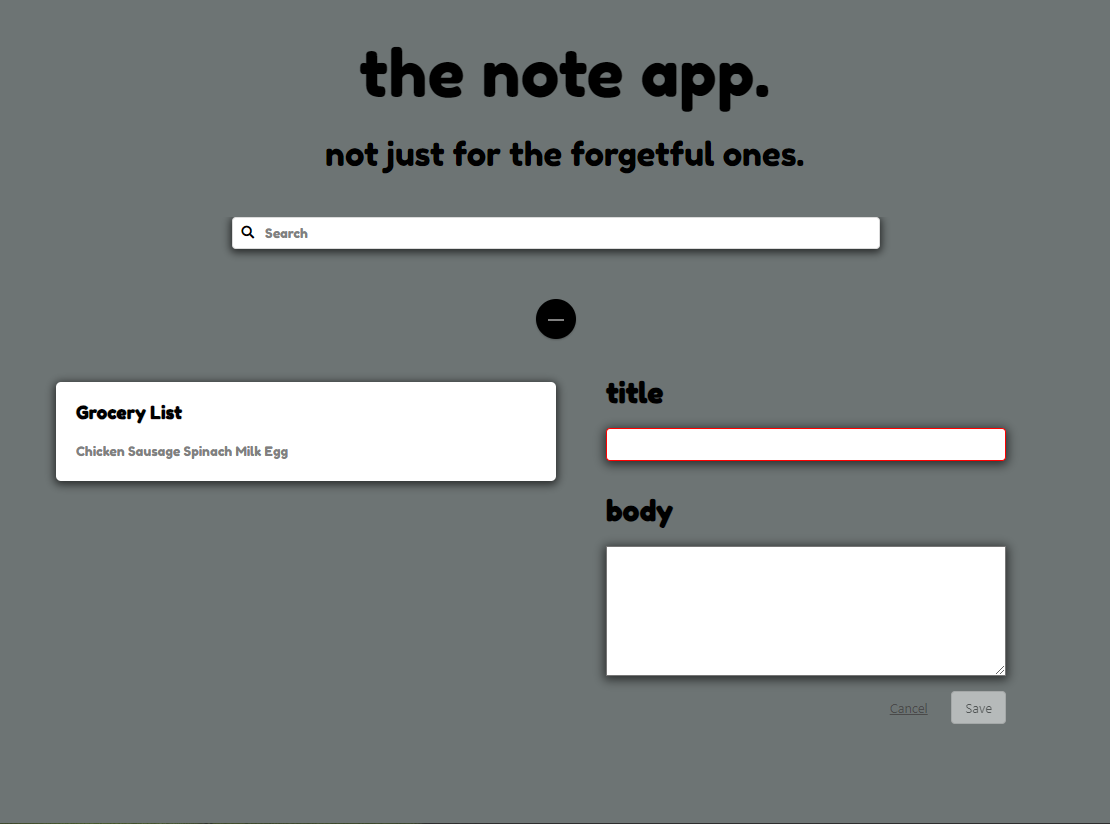 the note app.
not just for the forgetful ones.
Search
Grocery List
Chicken Sausage Spinach Milk Egg
title
body
Cancel
Save